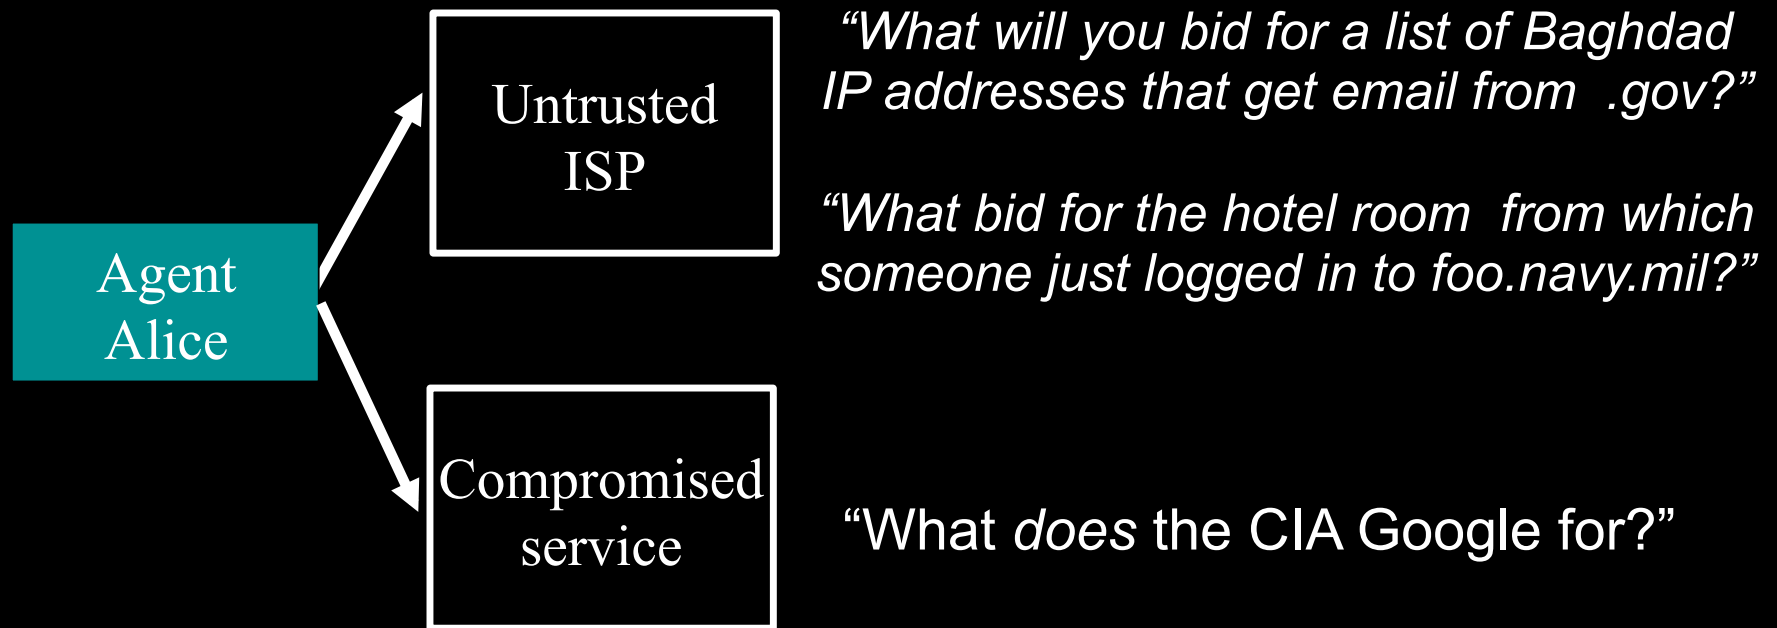 Agent
Alice
Untrusted
ISP
“What will you bid for a list of Baghdad
IP addresses that get email from .gov?”
“What bid for the hotel room from which
someone just logged in to foo.navy.mil?”
Compromised
service
“What does the CIA Google for?”